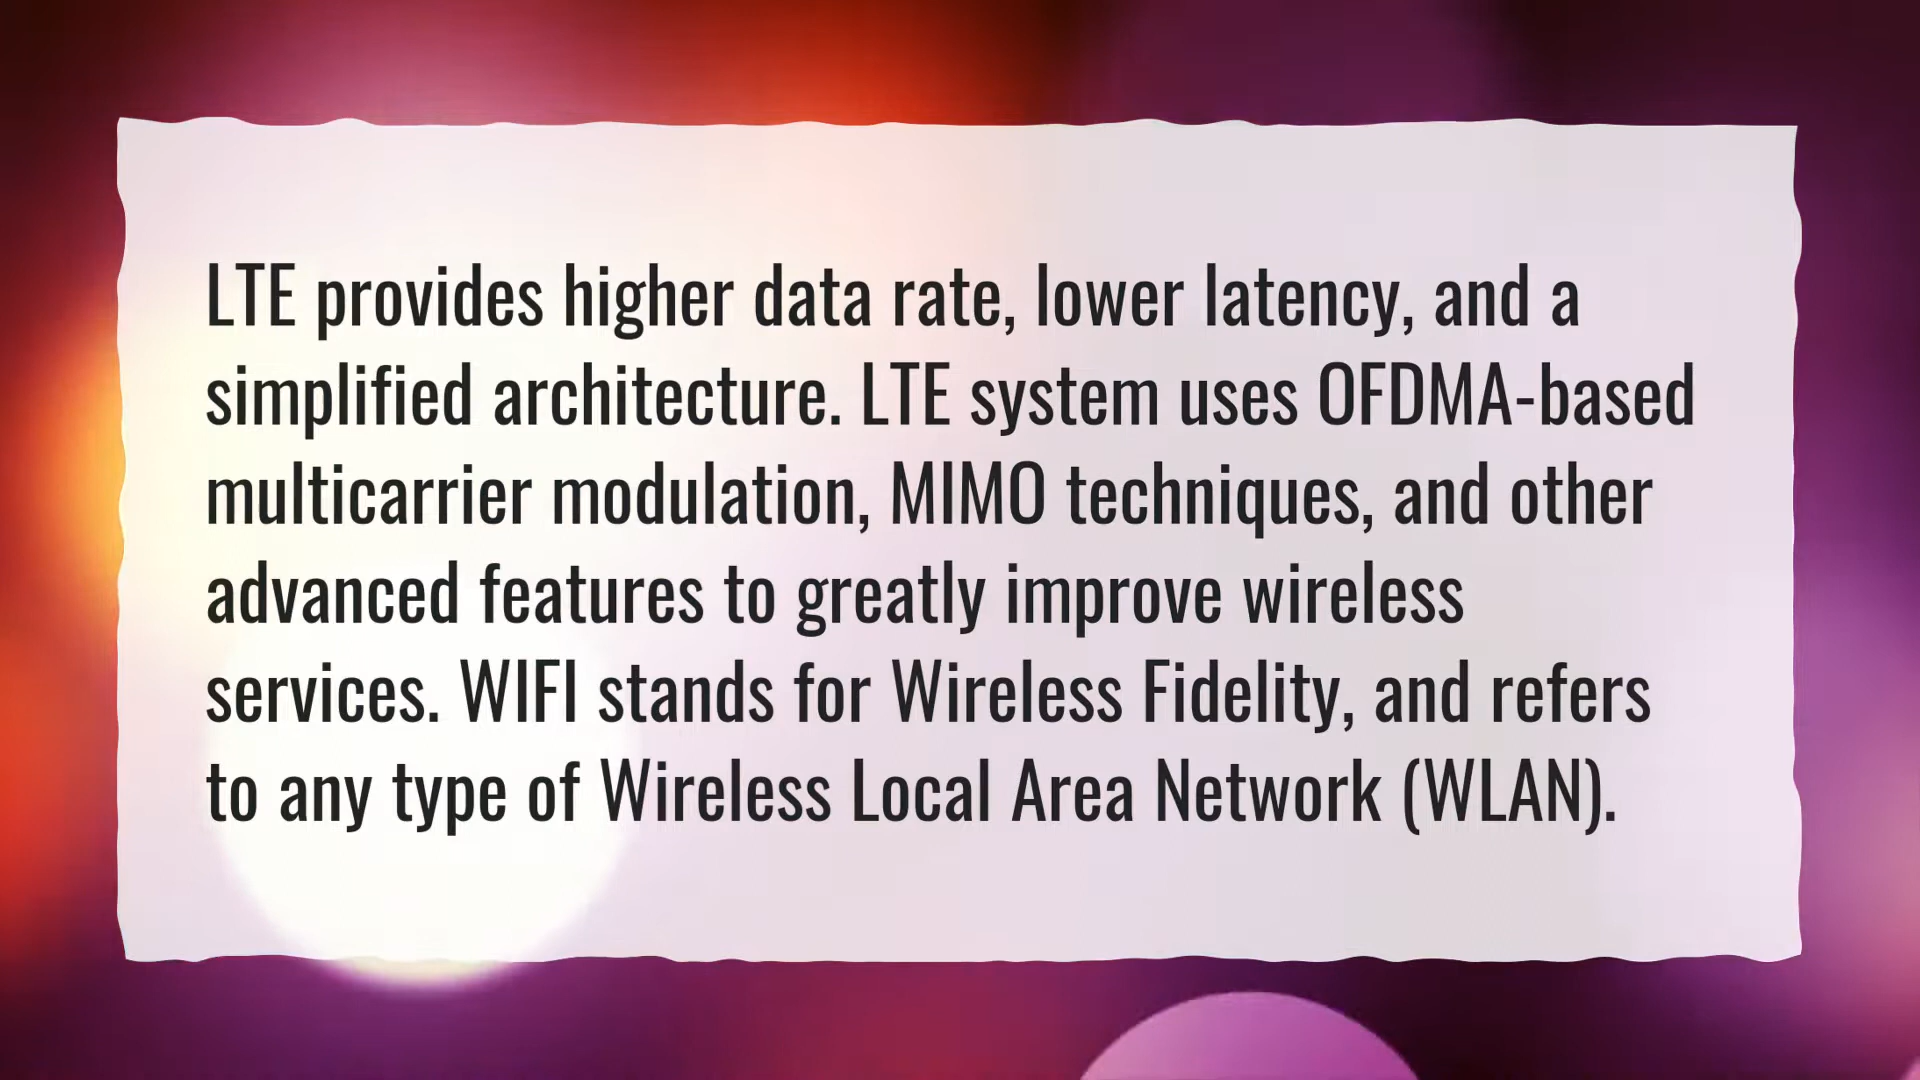 LTE provides higher data rate, lower latency, and a
simplified architecture. LTE system uses OFDMA-based
multicarrier modulation, MIMO techniques, and other
advanced features to greatly improve wireless
services. WIFI stands for Wireless Fidelity, and refers
to any type of Wireless Local Area Network (WLAN).